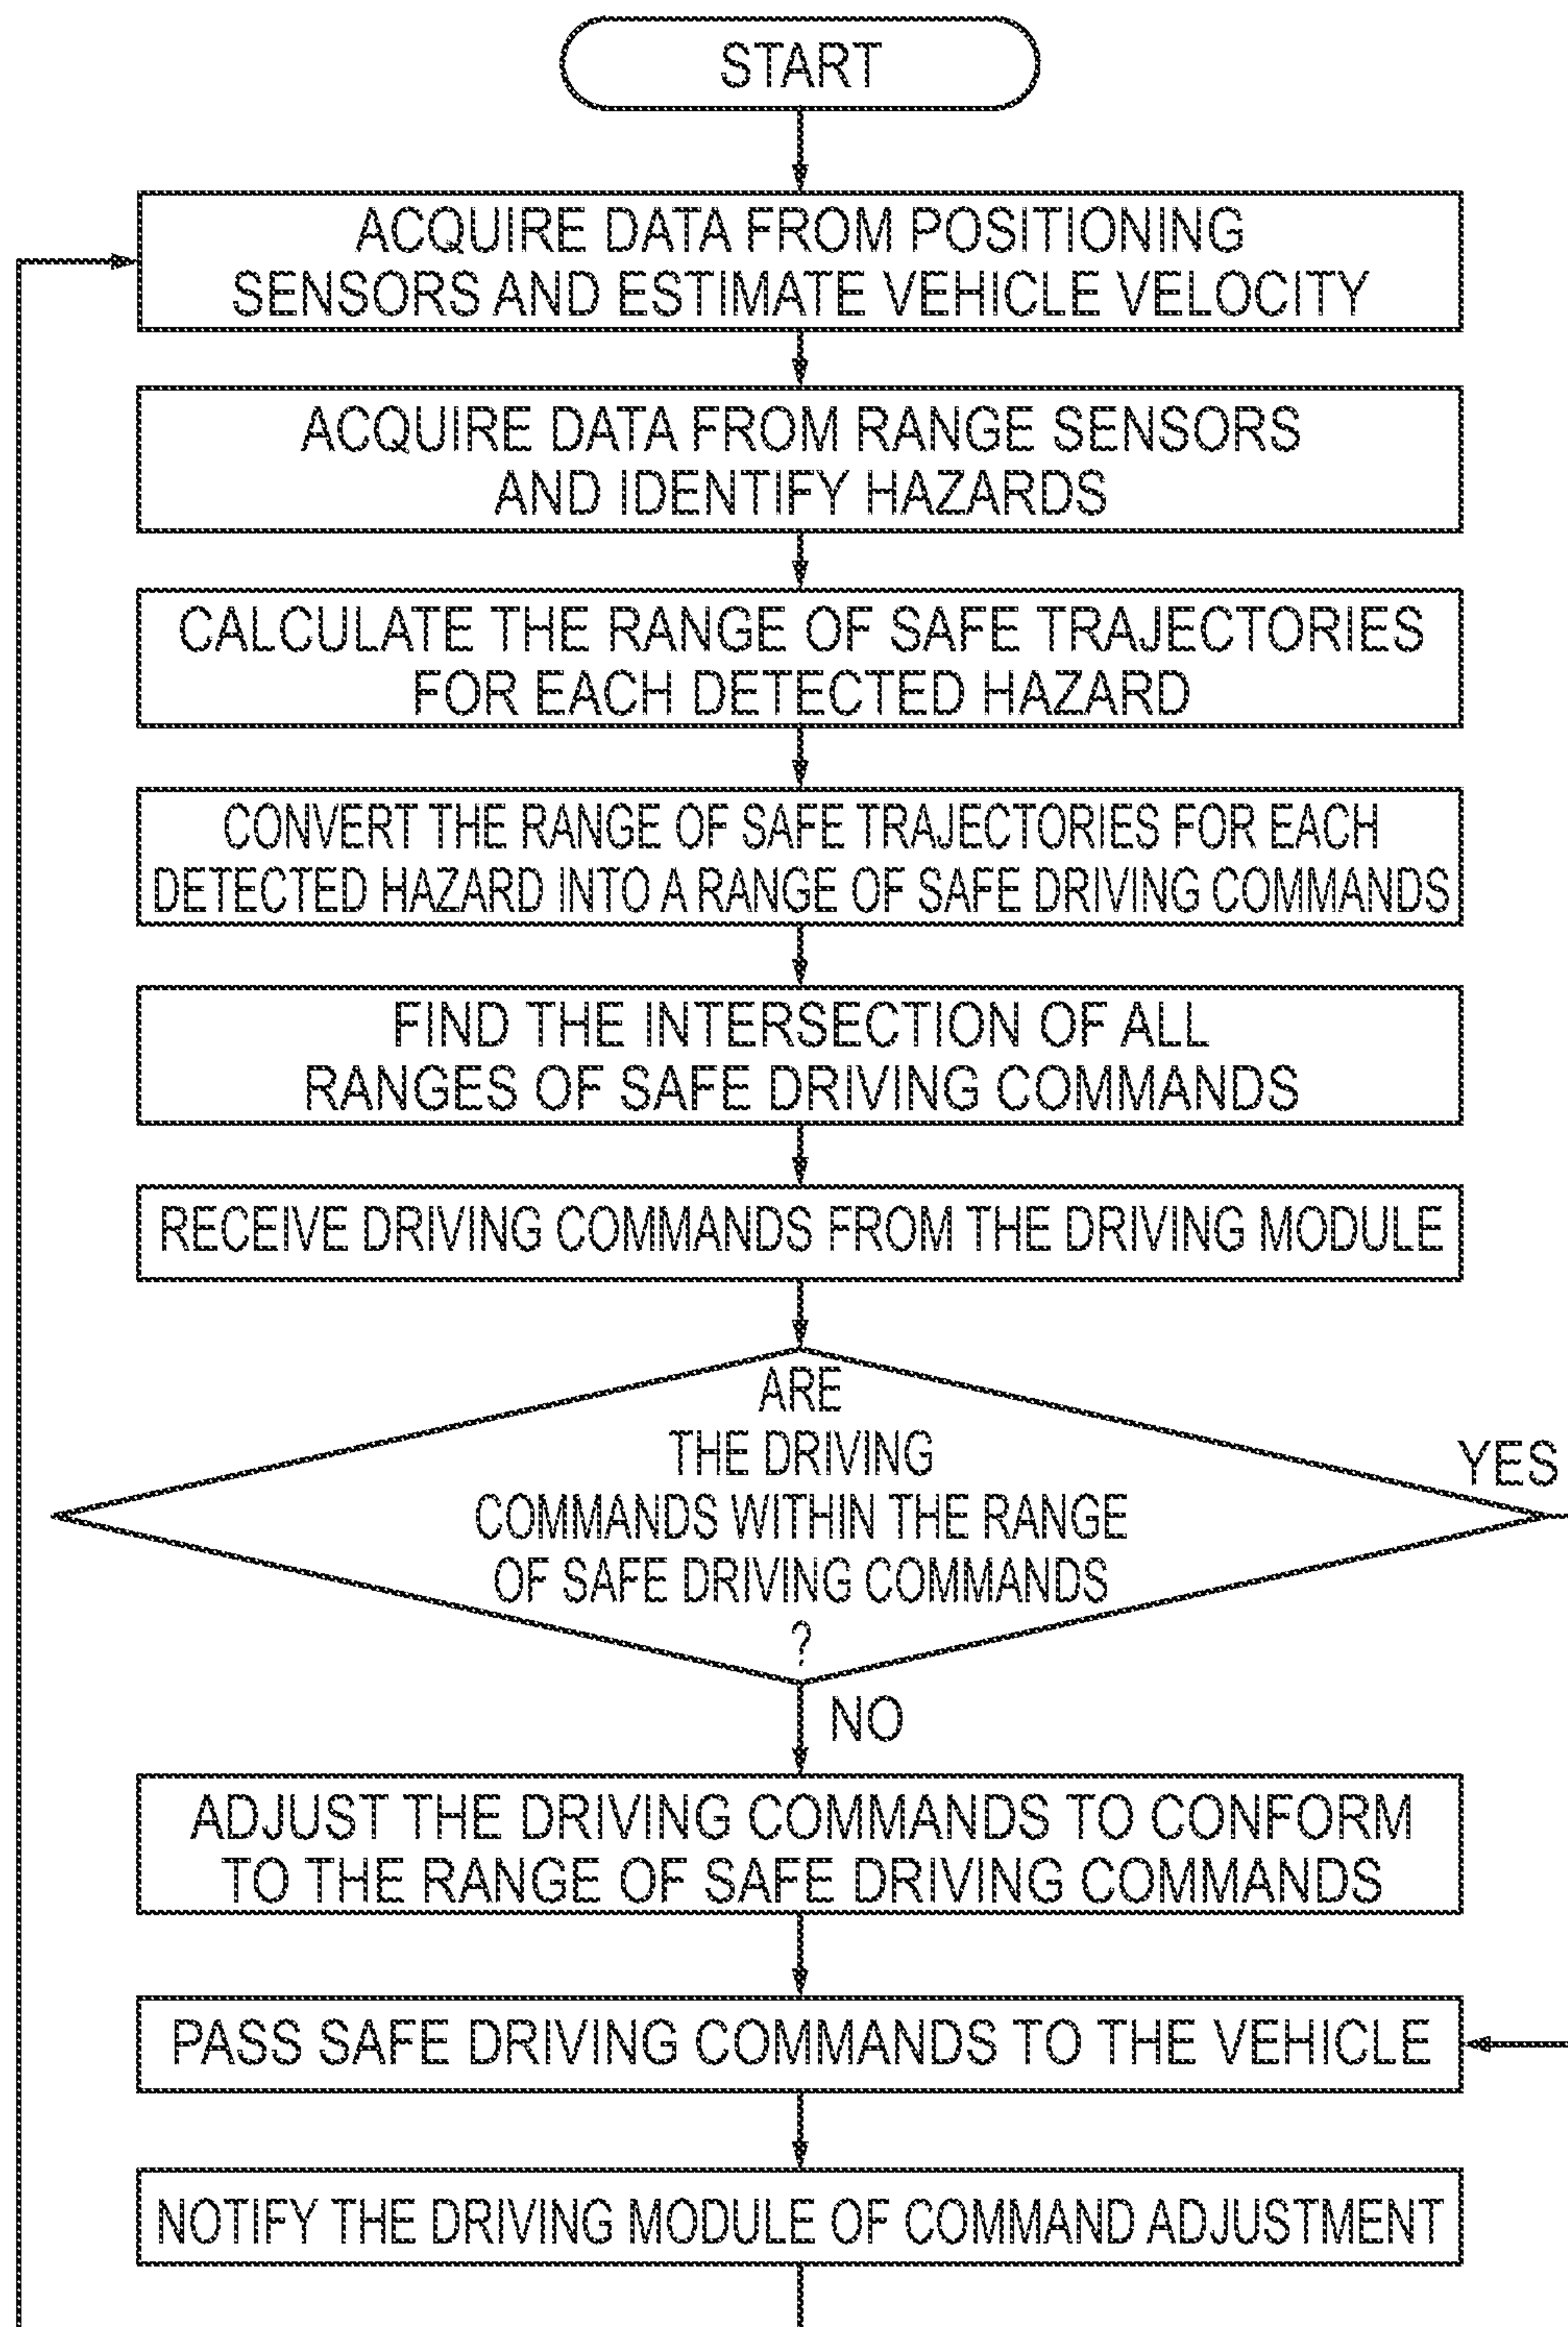 START
ACQUIRE DATA FROM POSITIONING
SENSORS AND ESTIMATE VEHICLE VELOCITY
ACQUIRE DATA FROM RANGE SENSORS
AND IDENTIFY HAZARDS
CALCULATE THE RANGE OF SAFE TRAJECTORIES
FOR EACH DETECTED HAZARD
CONVERT THE RANGE OF SAFE TRAJECTORIES FOR EACH
DETECTED HAZARD INTO A RANGE OF SAFE DRIVING COMMANDS
FIND THE INTERSECTION OF ALL
RANGES OF SAFE DRIVING COMMANDS
RECEIVE DRIVING COMMANDS FROM THE DRIVING MODULE
ARE
THE DRIVING
COMMANDS WITHIN THE RANGE
OF SAFE DRIVING COMMANDS
?
YES
NO
ADJUST THE DRIVING COMMANDS TO CONFORM
TO THE RANGE OF SAFE DRIVING COMMANDS
PASS SAFE DRIVING COMMANDS TO THE VEHICLE
NOTIFY THE DRIVING MODULE OF COMMAND ADJUSTMENT